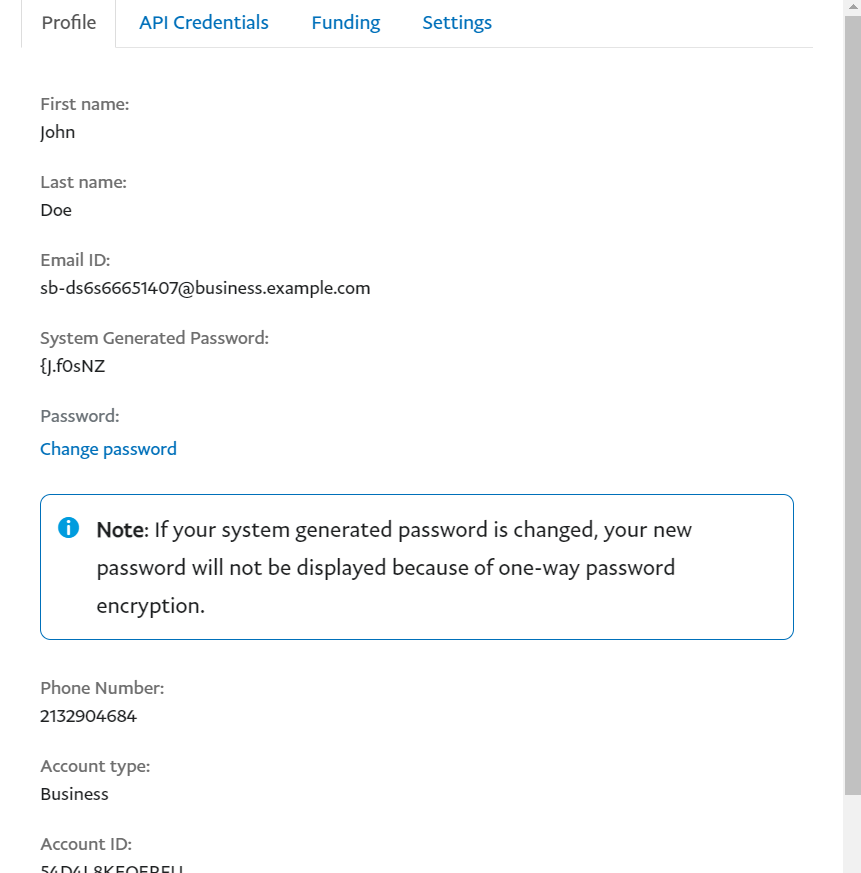 Profile API Credentials Funding Settings
First name:
John
Last name:
Doe
Email ID:
sb-ds6s66651407@business.example.com
System Generated Password:
{J.f0sNZ
Password:
Change password
Note: If your system generated password is changed, your new
password will not be displayed because of one-way password
encryption.
Phone Number:
2132904684
Account type:
Business
Account ID: